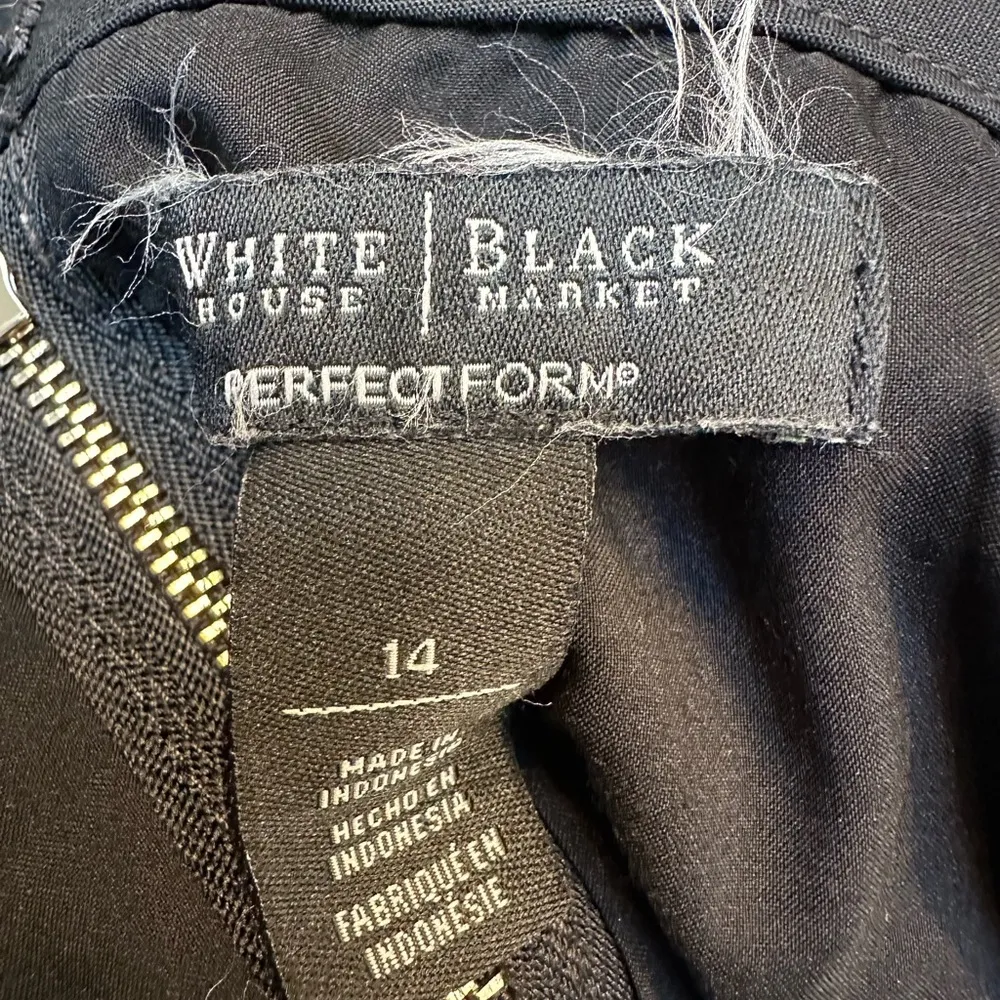 WHITE | BLACK
HOUSE MARKET
PERFECTFORM®
14
MADE IN
INDONESIA
HECHO EN
INDONESIA
FABRIQUÉ EN
INDONÉSIE